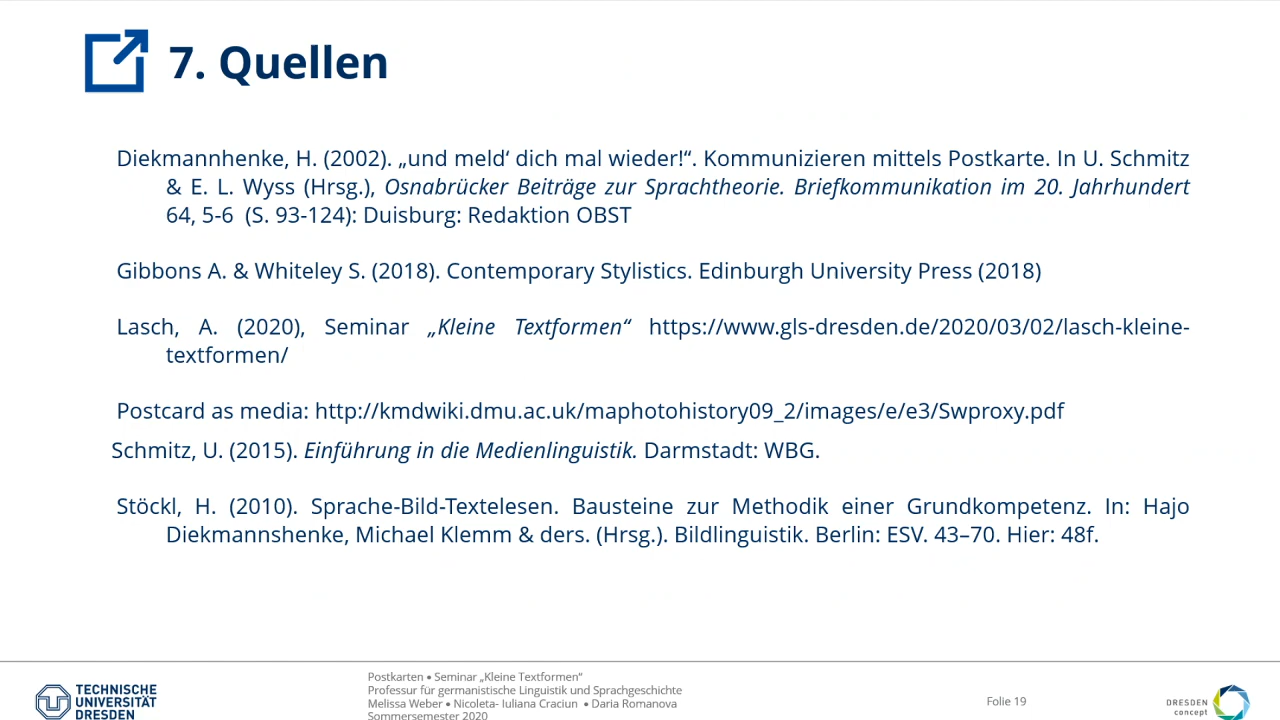 7. Quellen
Diekmannhenke, H. (2002). „und meld‘ dich mal wieder!“. Kommunizieren mittels Postkarte. In U. Schmitz
& E. L. Wyss (Hrsg.), Osnabrücker Beiträge zur Sprachtheorie. Briefkommunikation im 20. Jahrhundert
64, 5-6 (S. 93-124): Duisburg: Redaktion OBST
Gibbons A. & Whiteley S. (2018). Contemporary Stylistics. Edinburgh University Press (2018)
Lasch, A. (2020), Seminar „Kleine Textformen“ https://www.gls-dresden.de/2020/03/02/lasch-kleine-
textformen/
Postcard as media: http://kmdwiki.dmu.ac.uk/maphotohistory09_2/images/e/e3/Swproxy.pdf
Schmitz, U. (2015). Einführung in die Medienlinguistik. Darmstadt: WBG.
Stöckl, H. (2010). Sprache-Bild-Textelesen. Bausteine zur Methodik einer Grundkompetenz. In: Hajo
Diekmannshenke, Michael Klemm & ders. (Hrsg.). Bildlinguistik. Berlin: ESV. 43–70. Hier: 48f.
TECHNISCHE
UNIVERSITÄT
DRESDEN
Postkarten • Seminar „Kleine Textformen“
Professur für germanistische Linguistik und Sprachgeschichte
Melissa Weber • Nicoleta- Iuliana Craciun • Daria Romanova
Sommersemester 2020
Folie 19
DRESDEN
concept